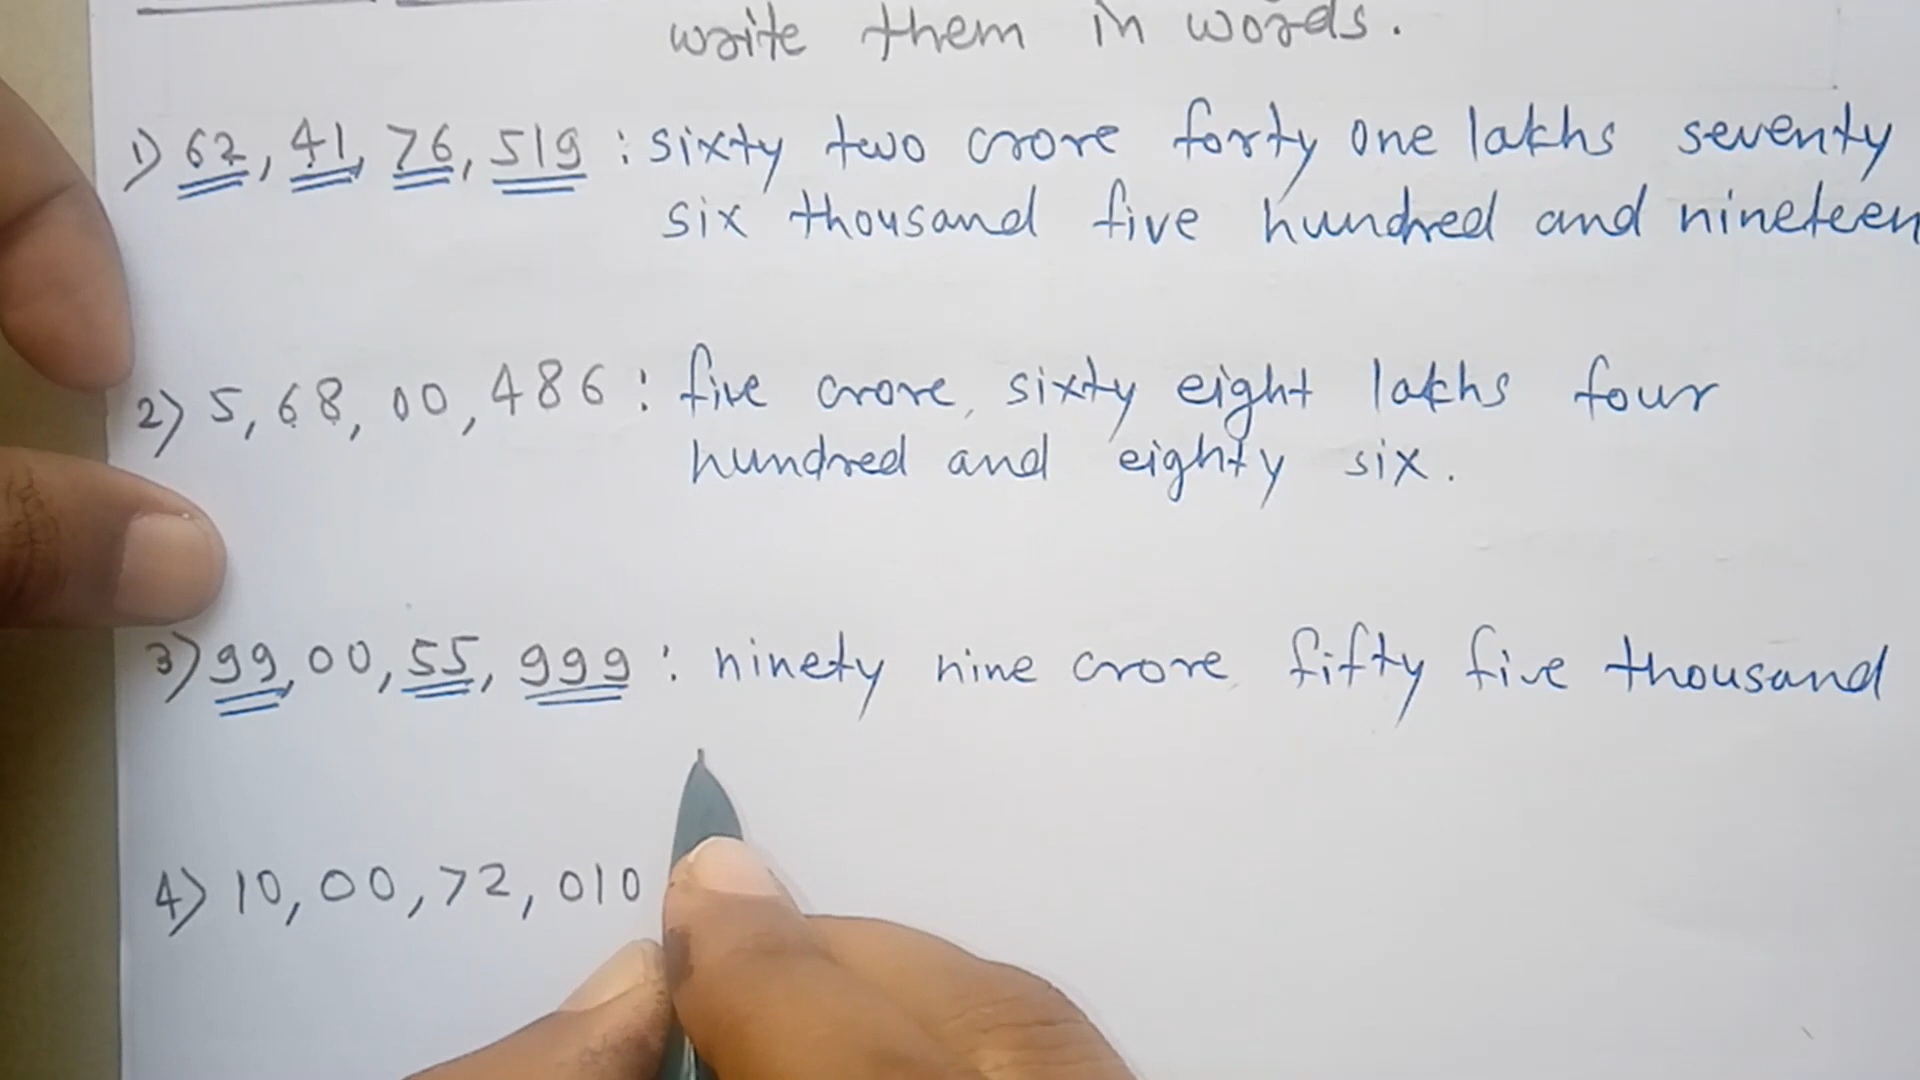 write them in words.
1) 62,41,76,519 : sixty two crore forty one lakhs seventy
six thousand five hundred and nineteen
2) 5,68,00,486 : five crore, sixty eight lakhs four
hundred and eighty six.
3) 99,00,55,999 : ninety nine crore fifty five thousand
4) 10,00,72,010